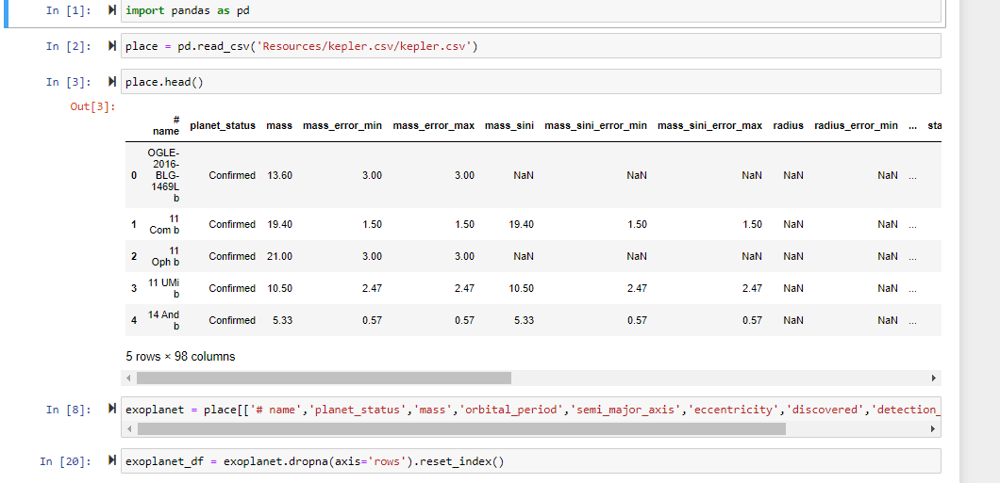 In [1]: import pandas as pd
In [2]: place = pd.read_csv('Resources/kepler.csv/kepler.csv')
In [3]: place.head()
Out[3]:
# name planet_status mass mass_error_min mass_error_max mass_sini mass_sini_error_min mass_sini_error_max radius radius_error_min ... sta
0 OGLE-2016-BLG-1469L b Confirmed 13.60 3.00 3.00 NaN NaN NaN NaN NaN ...
1 11 Com b Confirmed 19.40 1.50 1.50 19.40 1.50 1.50 NaN NaN ...
2 11 Oph b Confirmed 21.00 3.00 3.00 NaN NaN NaN NaN NaN ...
3 11 UMi b Confirmed 10.50 2.47 2.47 10.50 2.47 2.47 NaN NaN ...
4 14 And b Confirmed 5.33 0.57 0.57 5.33 0.57 0.57 NaN NaN ...
5 rows × 98 columns
In [8]: exoplanet = place[['# name','planet_status','mass','orbital_period','semi_major_axis','eccentricity','discovered','detection_
In [20]: exoplanet_df = exoplanet.dropna(axis='rows').reset_index()